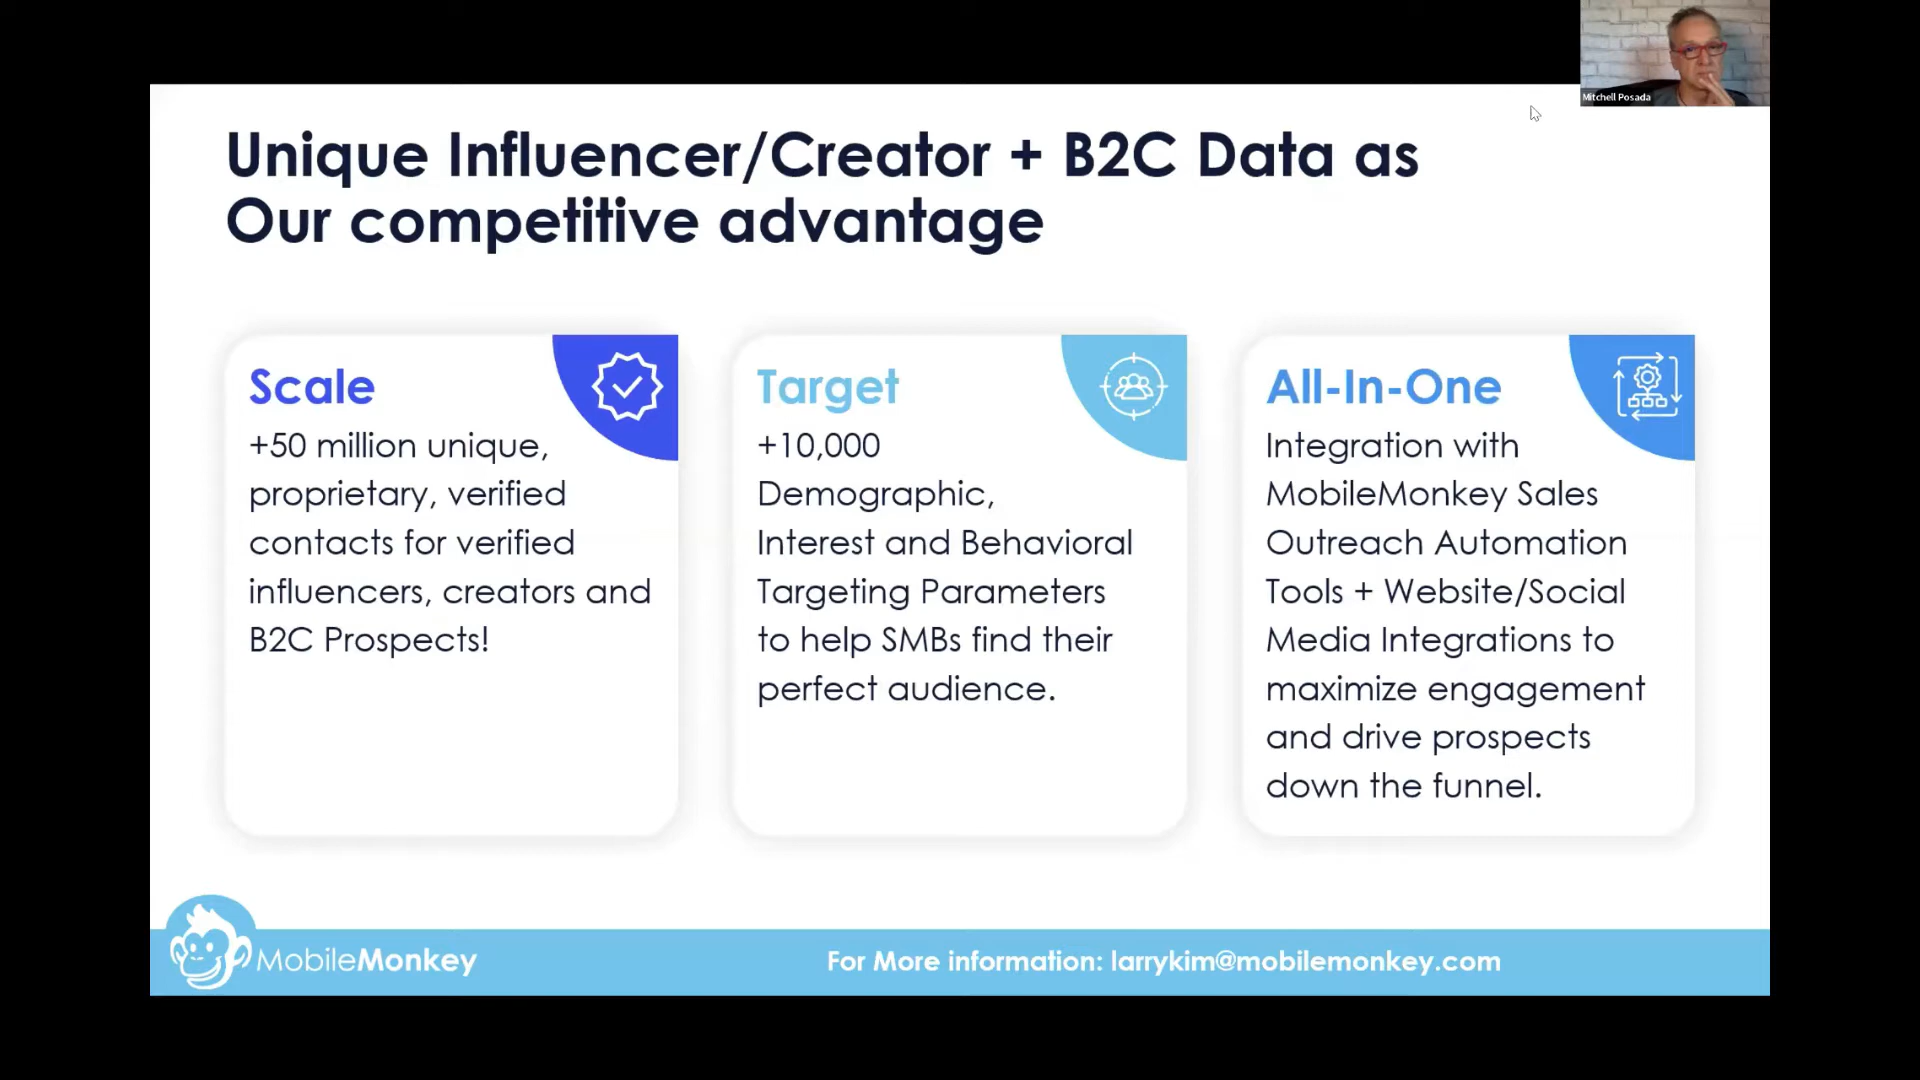 Mitchell Posada
Unique Influencer/Creator + B2C Data as
Our competitive advantage
Scale
+50 million unique,
proprietary, verified
contacts for verified
influencers, creators and
B2C Prospects!
Target
+10,000
Demographic,
Interest and Behavioral
Targeting Parameters
to help SMBs find their
perfect audience.
All-In-One
Integration with
MobileMonkey Sales
Outreach Automation
Tools + Website/Social
Media Integrations to
maximize engagement
and drive prospects
down the funnel.
MobileMonkey
For More information: larrykim@mobilemonkey.com